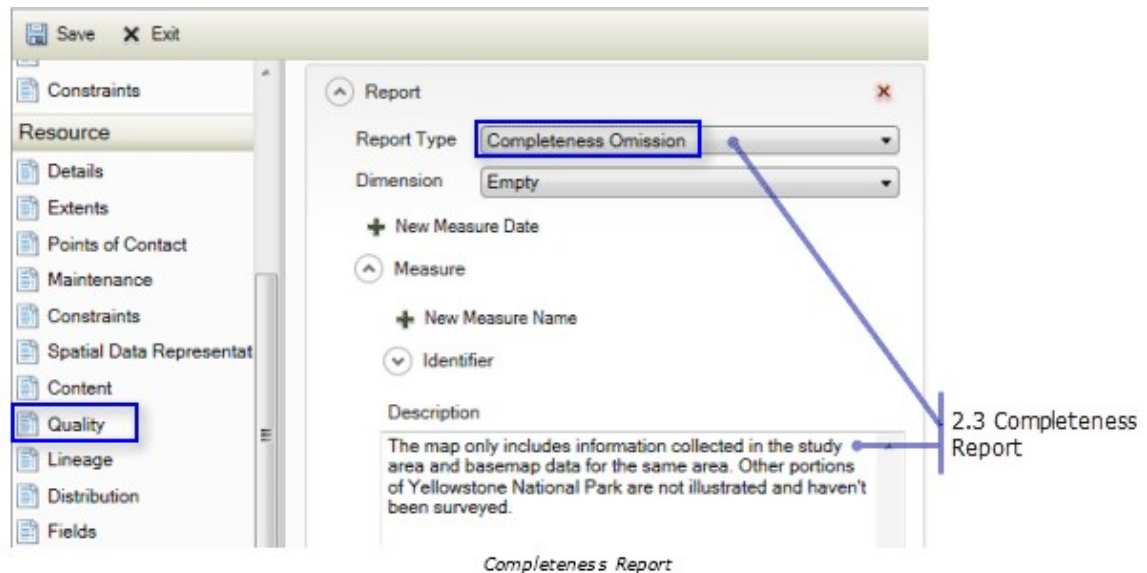 Save Exit
Constraints
Resource
Details
Extents
Points of Contact
Maintenance
Constraints
Spatial Data Representat
Content
Quality
Lineage
Distribution
Fields
Report
Report Type Completeness Omission
Dimension Empty
New Measure Date
Measure
New Measure Name
Identifier
Description
The map only includes information collected in the study
area and basemap data for the same area. Other portions
of Yellowstone National Park are not illustrated and haven't
been surveyed.
2.3 Completeness
Report
Completeness Report